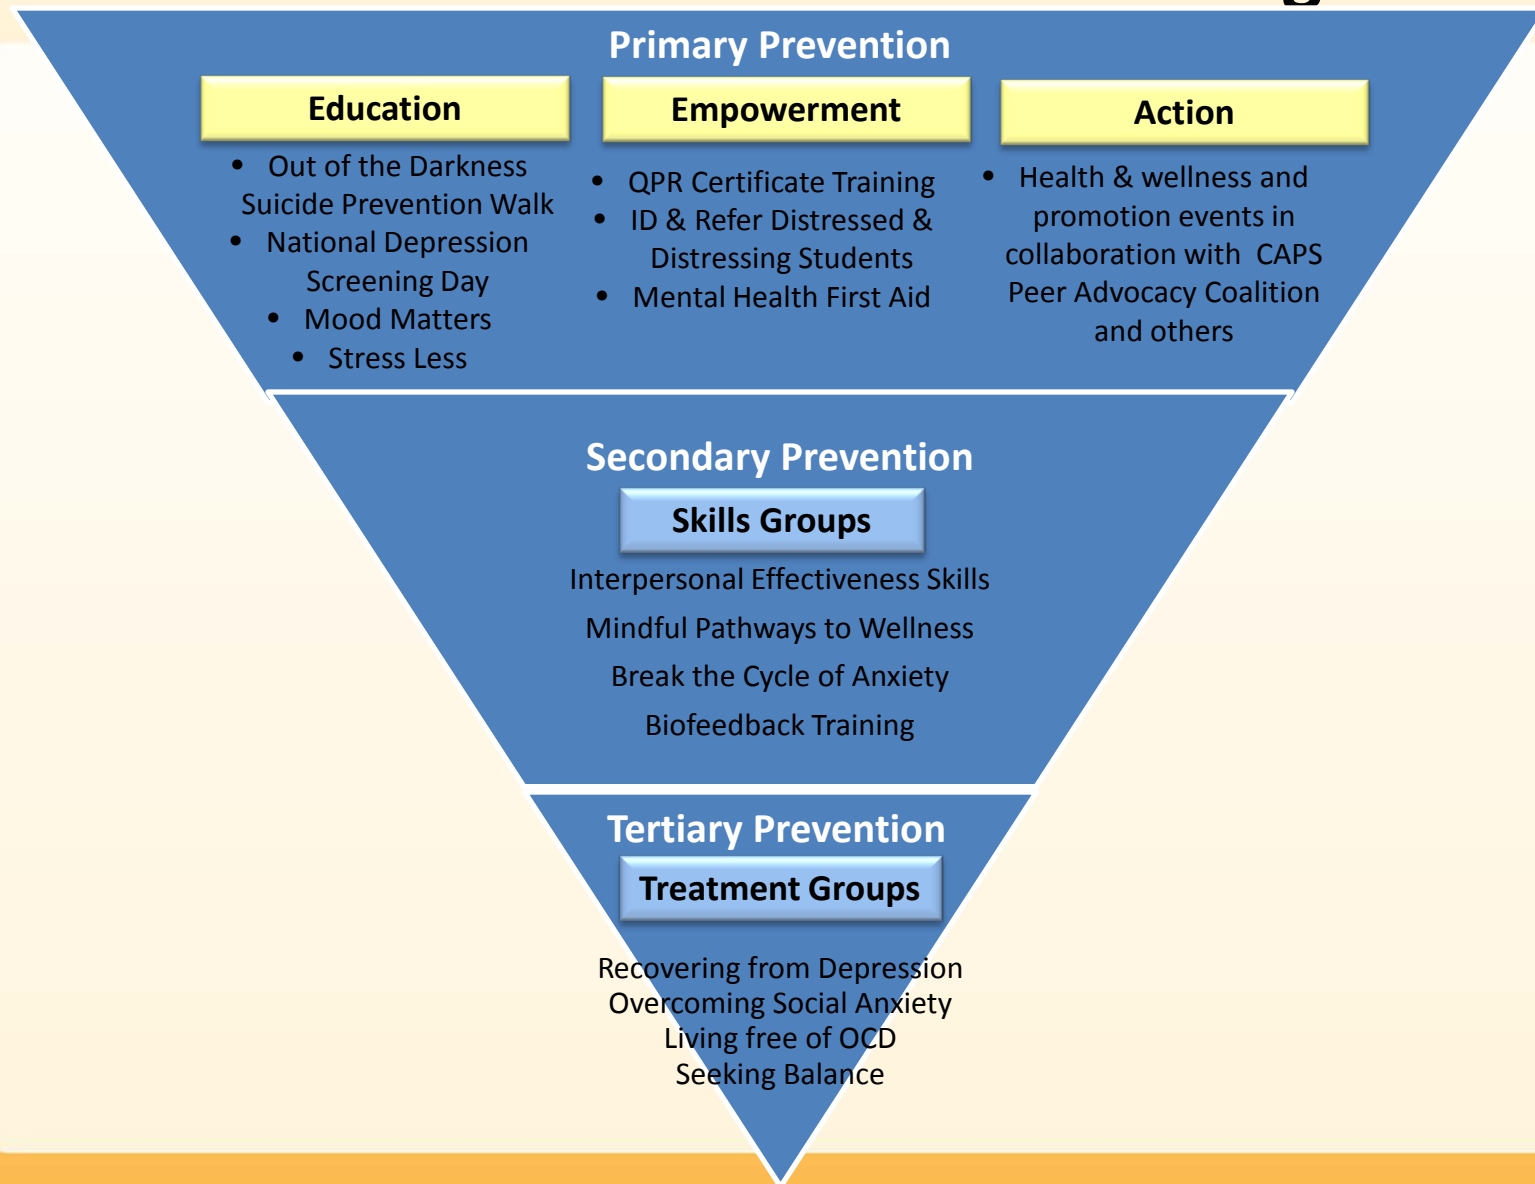 Primary Prevention
Education
• Out of the Darkness
Suicide Prevention Walk
• National Depression
Screening Day
• Mood Matters
• Stress Less
Empowerment
• QPR Certificate Training
• ID & Refer Distressed &
Distressing Students
• Mental Health First Aid
Action
• Health & wellness and
promotion events in
collaboration with CAPS
Peer Advocacy Coalition
and others
Secondary Prevention
Skills Groups
Interpersonal Effectiveness Skills
Mindful Pathways to Wellness
Break the Cycle of Anxiety
Biofeedback Training
Tertiary Prevention
Treatment Groups
Recovering from Depression
Overcoming Social Anxiety
Living free of OCD
Seeking Balance